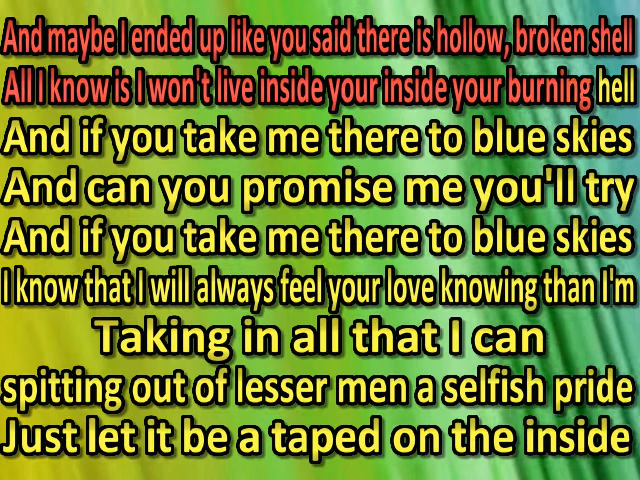 And maybe I ended up like you said there is hollow, broken shell
All I know is I won't live inside your inside your burning hell
And if you take me there to blue skies
And can you promise me you'll try
And if you take me there to blue skies
I know that I will always feel your love knowing than I'm
Taking in all that I can
spitting out of lesser men a selfish pride
Just let it be a taped on the inside